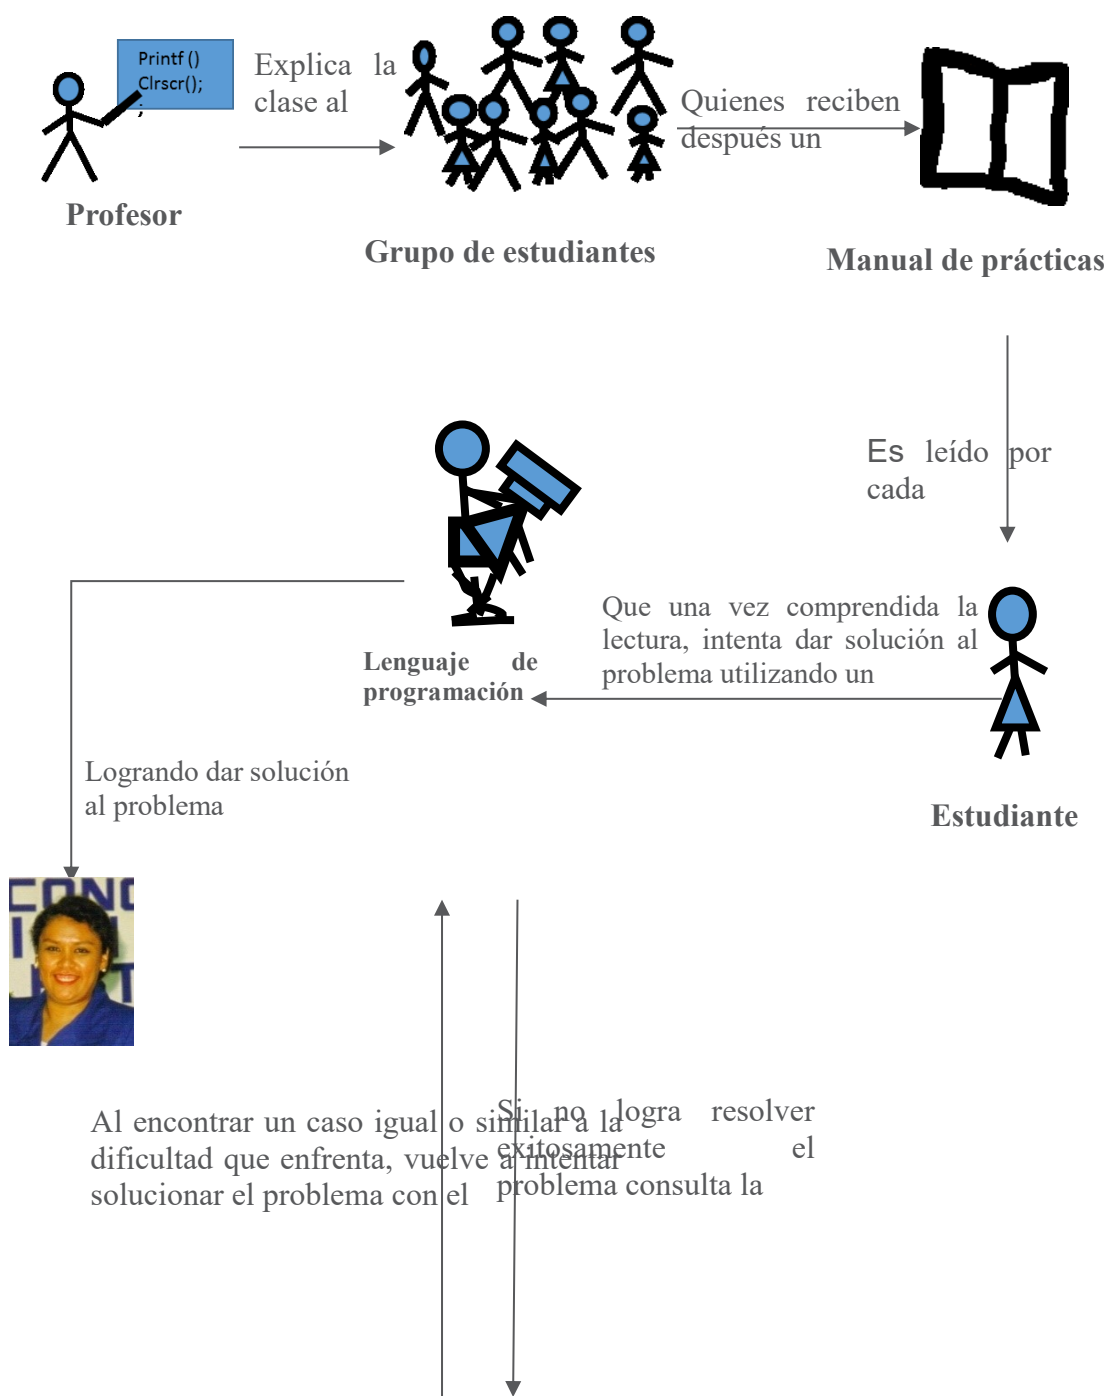 Printf ()
Clrscr();
;
Explica la
clase al
Quienes reciben
después un
Profesor
Grupo de estudiantes
Manual de prácticas
Es leído por
cada
Que una vez comprendida la
lectura, intenta dar solución al
problema utilizando un
Lenguaje de
programación
Estudiante
Logrando dar solución
al problema
CONG
Al encontrar un caso igual o similar a la
dificultad que enfrenta, vuelve a intentar
solucionar el problema con el
Si no logra resolver
exitosamente el
problema consulta la